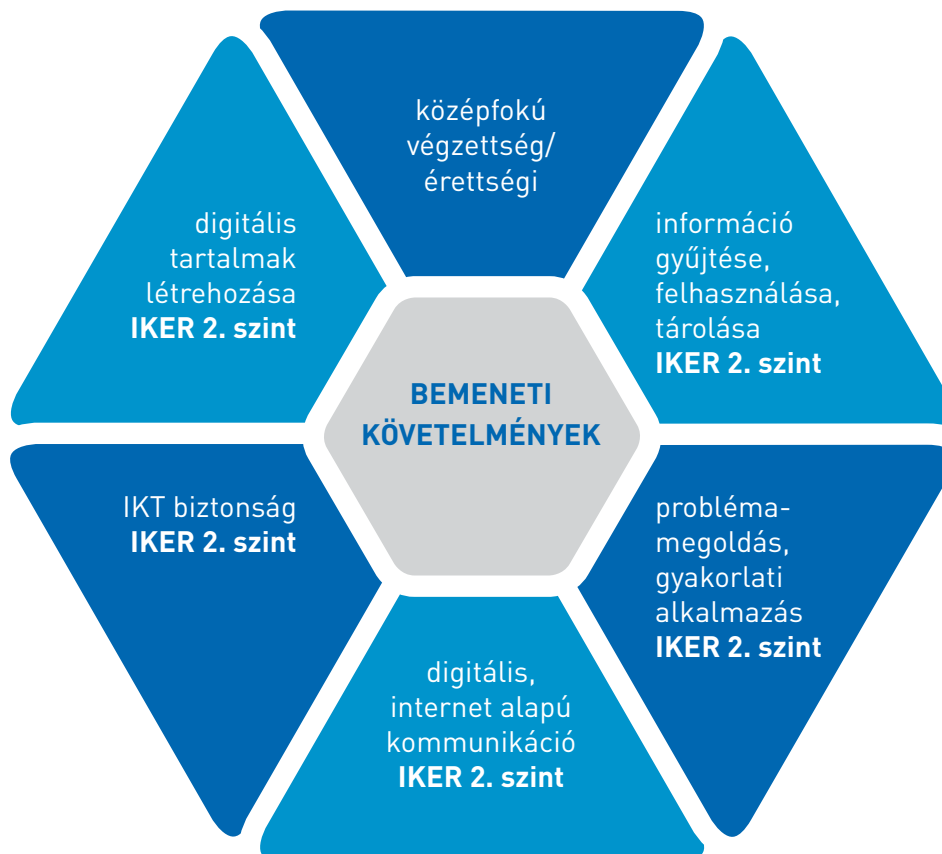 középfokú
végzettség/
érettségi
információ
gyűjtése,
felhasználása,
tárolása
IKER 2. szint
probléma-
megoldás,
gyakorlati
alkalmazás
IKER 2. szint
digitális,
internet alapú
kommunikáció
IKER 2. szint
IKT biztonság
IKER 2. szint
digitális
tartalmak
létrehozása
IKER 2. szint
BEMENETI
KÖVETELMÉNYEK